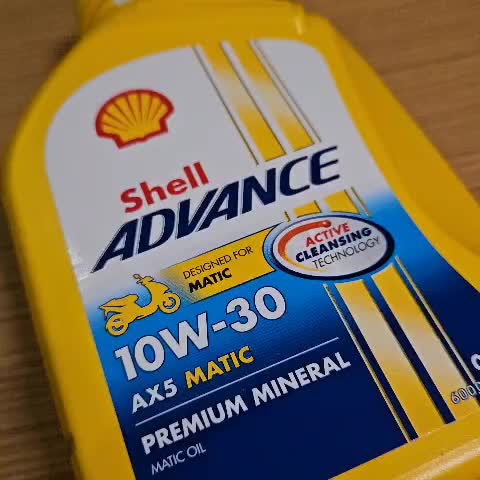 Shell
ADVANCE
DESIGNED FOR
MATIC
ACTIVE
CLEANSING
TECHNOLOGY
10W-30
AX5 MATIC
PREMIUM MINERAL
MATIC OIL